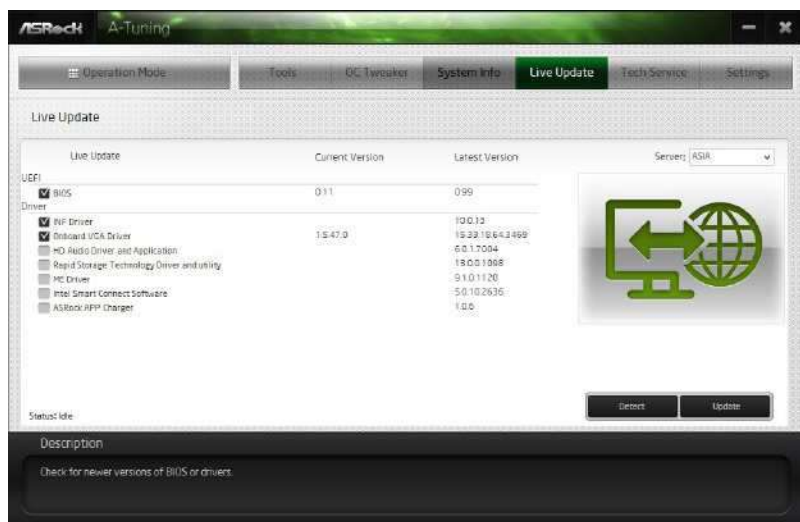 ASRock A-Tuning
Operation Mode Tools OC Tweaker System Info Live Update Tech Service Settings
Live Update
Live Update Current Version Latest Version Server: ASIA
UEFI
BIOS 0.11 0.99
Driver
INF Driver 10.0.13
Onboard VGA Driver 1.5.47.0 15.33.18.64.3469
HD Audio Driver and Application 6.0.1.7004
Rapid Storage Technology Driver and utility 13.0.0.1098
ME Driver 9.1.0.1120
Intel Smart Connect Software 5.0.10.2636
ASRock APP Charger 1.0.6
Detect Update
Status: Idle
Description
Check for newer versions of BIOS or drivers.